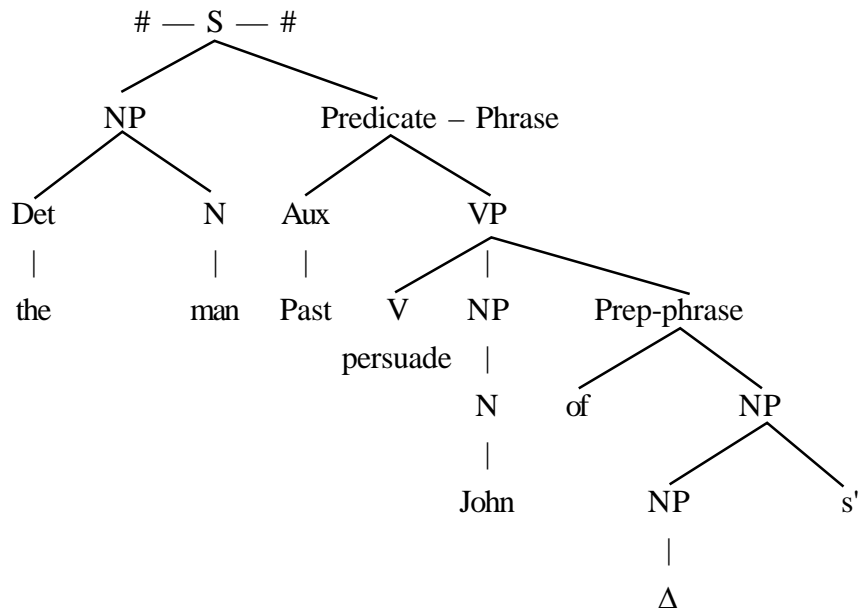 # — S — #
NP Predicate – Phrase
Det N Aux VP
the man Past V NP Prep-phrase
persuade
N of NP
John NP s'
Δ